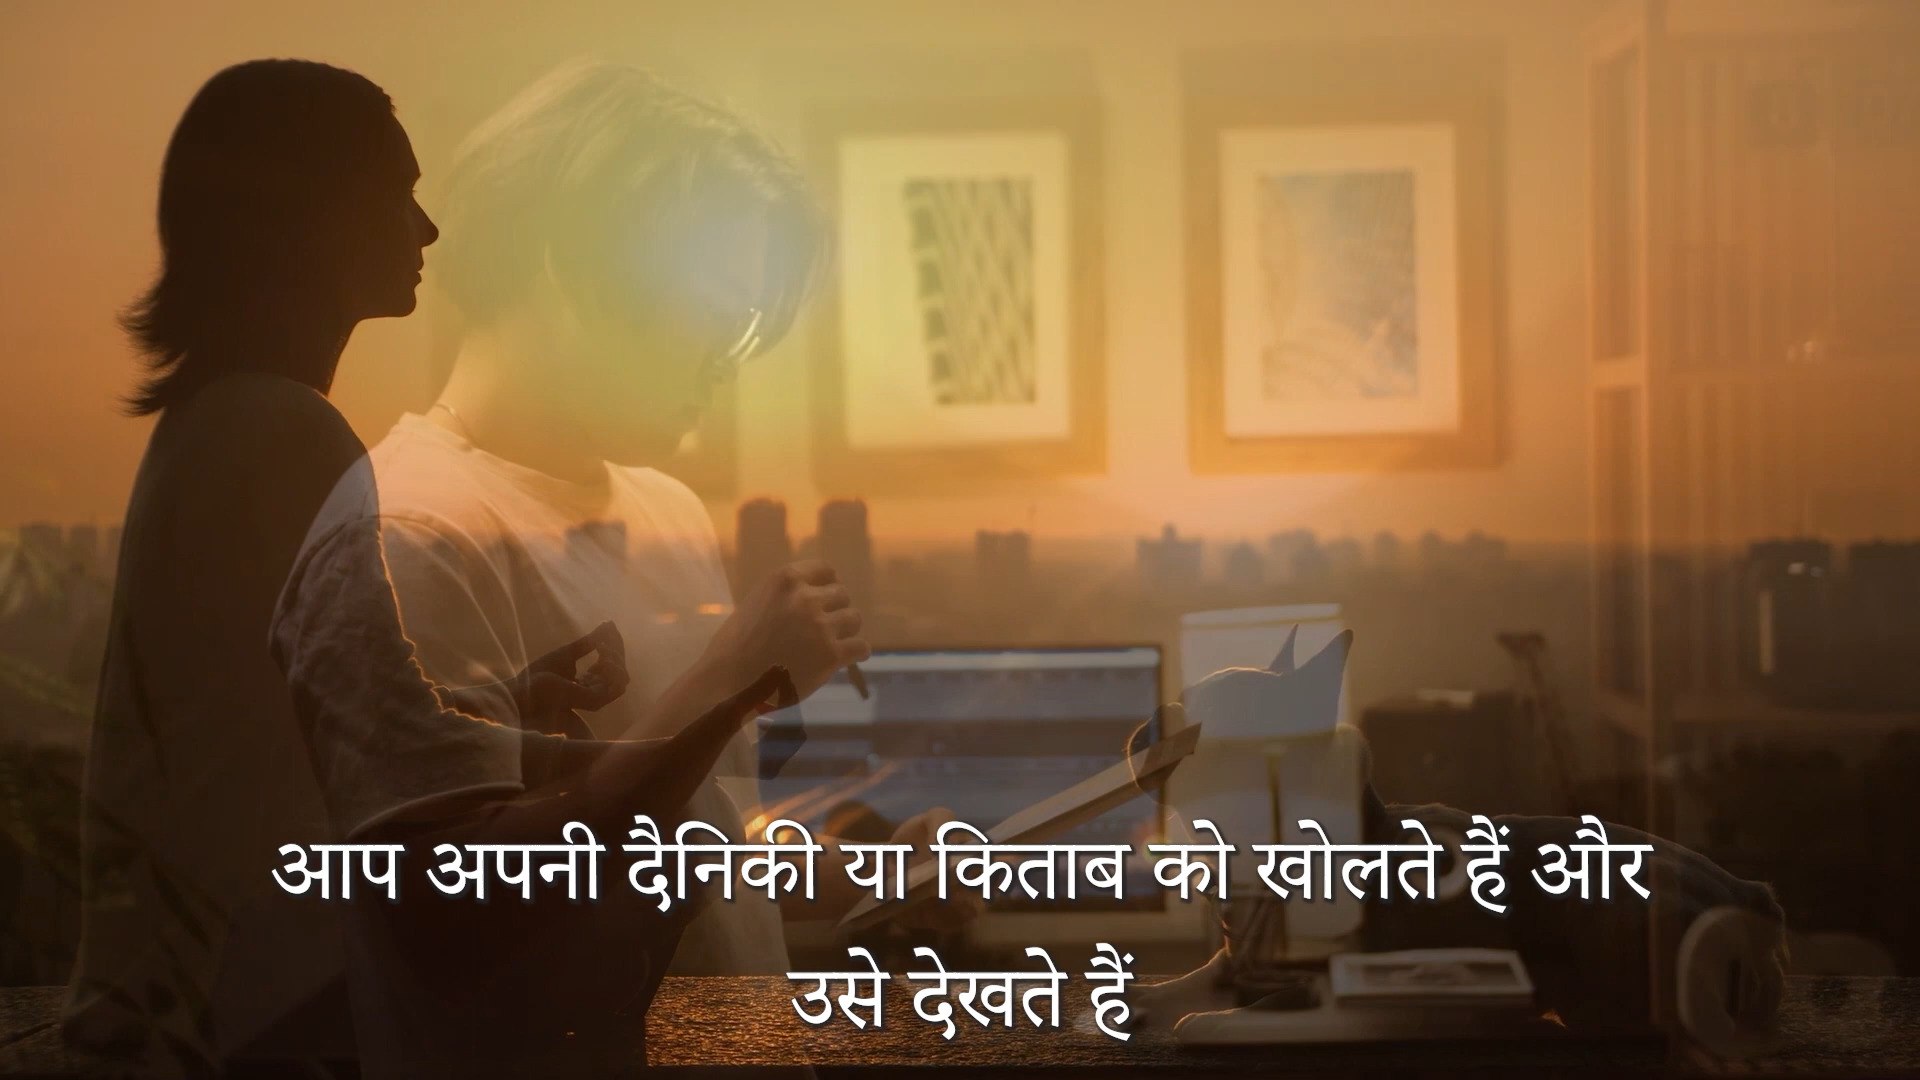 आप अपनी दैनिकी या किताब को खोलते हैं और
उसे देखते हैं